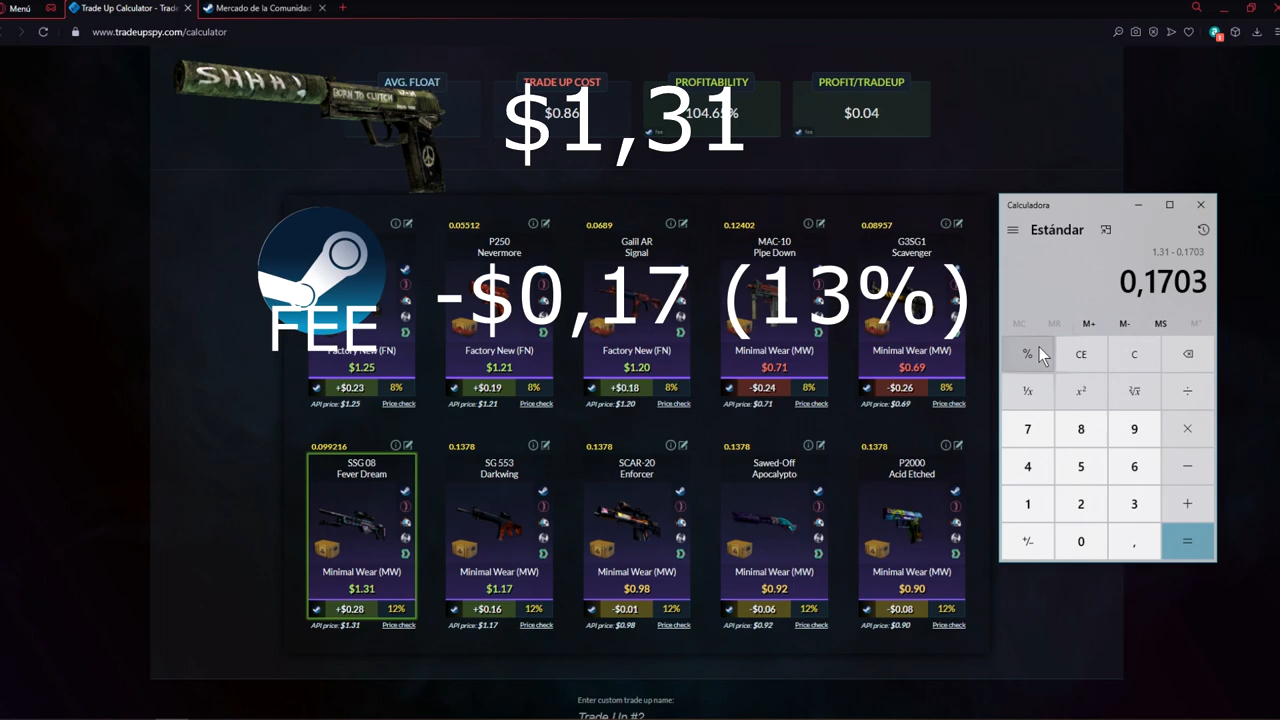 Menú
Trade Up Calculator - Trade
Mercado de la Comunidad
www.tradeupspy.com/calculator
SHHH!
BORN TO CLUTCH
AVG. FLOAT
TRADE UP COST
PROFITABILITY
PROFIT/TRADEUP
$0.86
104.65%
$0.04
fee
fee
$1,31
Calculadora
Estándar
1.31 - 0.1703
0,1703
MC MR M+ M- MS
% CE C
x²
7 8 9 ×
4 5 6 −
1 2 3 +
+/- 0 , =
FEE
-$0,17 (13%)
0.05512
P250
Nevermore
0.0689
Galil AR
Signal
0.12402
MAC-10
Pipe Down
0.08957
G3SG1
Scavenger
Factory New (FN)
$1.25
+$0.23 8%
API price: $1.25 Price check
Factory New (FN)
$1.21
+$0.19 8%
API price: $1.21 Price check
Factory New (FN)
$1.20
+$0.18 8%
API price: $1.20 Price check
Minimal Wear (MW)
$0.71
-$0.24 8%
API price: $0.71 Price check
Minimal Wear (MW)
$0.69
-$0.26 8%
API price: $0.69 Price check
0.099216
SSG 08
Fever Dream
Minimal Wear (MW)
$1.31
+$0.28 12%
API price: $1.31 Price check
0.1378
SG 553
Darkwing
Minimal Wear (MW)
$1.17
+$0.16 12%
API price: $1.17 Price check
0.1378
SCAR-20
Enforcer
Minimal Wear (MW)
$0.98
-$0.01 12%
API price: $0.98 Price check
0.1378
Sawed-Off
Apocalypto
Minimal Wear (MW)
$0.92
-$0.06 12%
API price: $0.92 Price check
0.1378
P2000
Acid Etched
Minimal Wear (MW)
$0.90
-$0.08 12%
API price: $0.90 Price check
Enter custom trade up name:
Trade Up #2